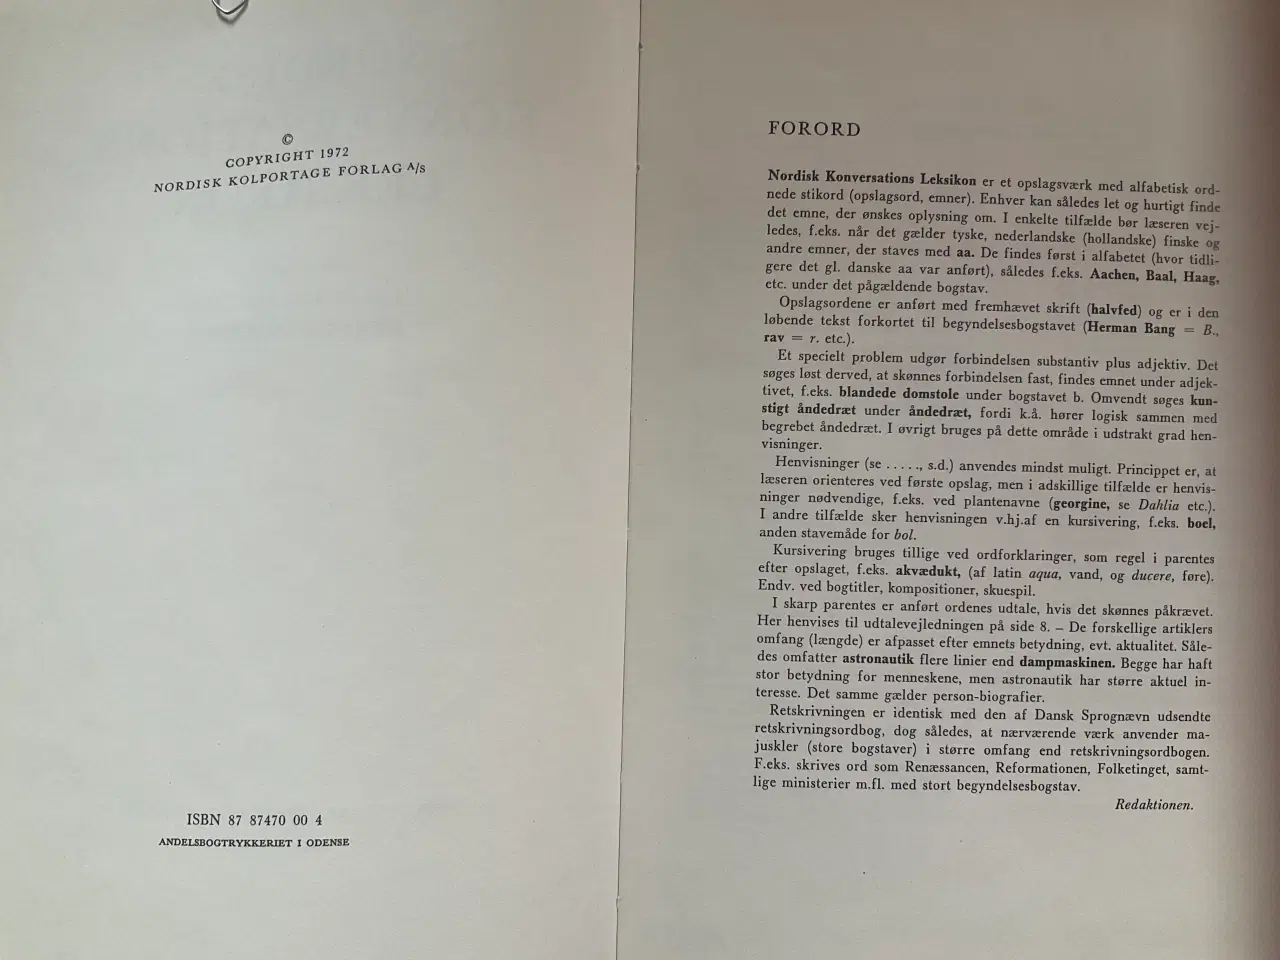 ©
COPYRIGHT 1972
NORDISK KOLPORTAGE FORLAG A/s
ISBN 87 87470 00 4
ANDELSBOGTRYKKERIET I ODENSE
FORORD
Nordisk Konversations Leksikon er et opslagsværk med alfabetisk ord-
nede stikord (opslagsord, emner). Enhver kan således let og hurtigt finde
det emne, der ønskes oplysning om. I enkelte tilfælde bør læseren vej-
ledes, f.eks. når det gælder tyske, nederlandske (hollandske) finske og
andre emner, der staves med aa. De findes først i alfabetet (hvor tidli-
gere det gl. danske aa var anført), således f.eks. Aachen, Baal, Haag,
etc. under det pågældende bogstav.
Opslagsordene er anført med fremhævet skrift (halvfed) og er i den
løbende tekst forkortet til begyndelsesbogstavet (Herman Bang = B.,
rav = r. etc.).
Et specielt problem udgør forbindelsen substantiv plus adjektiv. Det
søges løst derved, at skønnes forbindelsen fast, findes emnet under adjek-
tivet, f.eks. blandede domstole under bogstavet b. Omvendt søges kun-
stigt åndedræt under åndedræt, fordi k.å. hører logisk sammen med
begrebet åndedræt. I øvrigt bruges på dette område i udstrakt grad hen-
visninger.
Henvisninger (se ....., s.d.) anvendes mindst muligt. Princippet er, at
læseren orienteres ved første opslag, men i adskillige tilfælde er henvis-
ninger nødvendige, f.eks. ved plantenavne (georgine, se Dahlia etc.).
I andre tilfælde sker henvisningen v.hj.af en kursivering, f.eks. boel,
anden stavemåde for bol.
Kursivering bruges tillige ved ordforklaringer, som regel i parentes
efter opslaget, f.eks. akvædukt, (af latin aqua, vand, og ducere, føre).
Endv. ved bogtitler, kompositioner, skuespil.
I skarp parentes er anført ordenes udtale, hvis det skønnes påkrævet.
Her henvises til udtalevejledningen på side 8. – De forskellige artiklers
omfang (længde) er afpasset efter emnets betydning, evt. aktualitet. Såle-
des omfatter astronautik flere linier end dampmaskinen. Begge har haft
stor betydning for menneskene, men astronautik har større aktuel in-
teresse. Det samme gælder person-biografier.
Retskrivningen er identisk med den af Dansk Sprognævn udsendte
retskrivningsordbog, dog således, at nærværende værk anvender ma-
juskler (store bogstaver) i større omfang end retskrivningsordbogen.
F.eks. skrives ord som Renæssancen, Reformationen, Folketinget, samt-
lige ministerier m.fl. med stort begyndelsesbogstav.
Redaktionen.